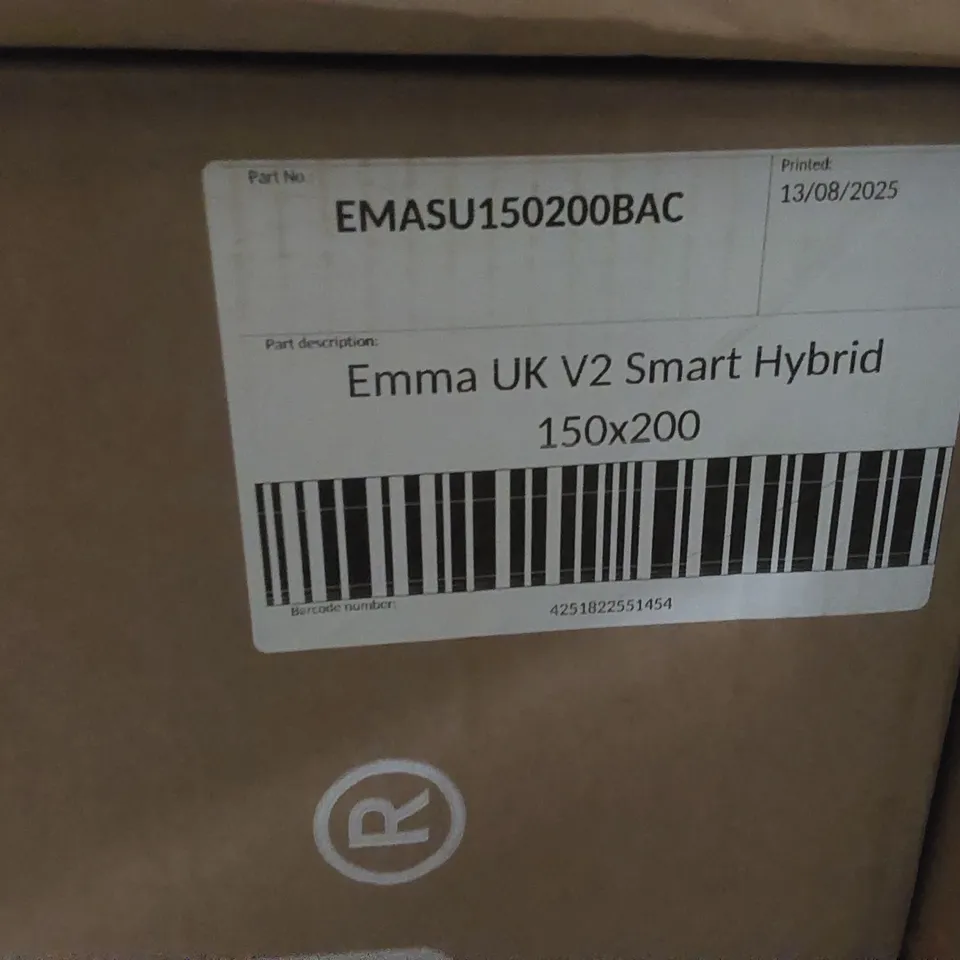 Part No
EMASU150200BAC
Printed:
13/08/2025
Part description:
Emma UK V2 Smart Hybrid
150x200
Barcode number:
4251822551454
®